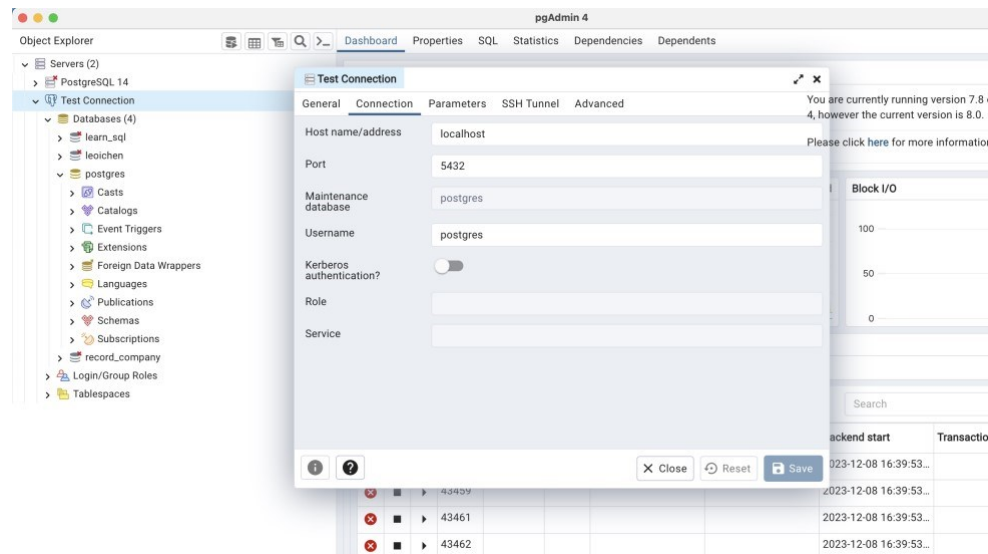 pgAdmin 4
Object Explorer
Dashboard Properties SQL Statistics Dependencies Dependents
Servers (2)
PostgreSQL 14
Test Connection
Databases (4)
learn_sql
leoichen
postgres
Casts
Catalogs
Event Triggers
Extensions
Foreign Data Wrappers
Languages
Publications
Schemas
Subscriptions
record_company
Login/Group Roles
Tablespaces
Test Connection
General Connection Parameters SSH Tunnel Advanced
Host name/address
localhost
Port
5432
Maintenance
database
postgres
Username
postgres
Kerberos
authentication?
Role
Service
Close Reset Save
You are currently running version 7.8
4, however the current version is 8.0.
Please click here for more information
Block I/O
100
50
0
Search
ackend start Transactio
023-12-08 16:39:53...
43459 2023-12-08 16:39:53...
43461 2023-12-08 16:39:53...
43462 2023-12-08 16:39:53...